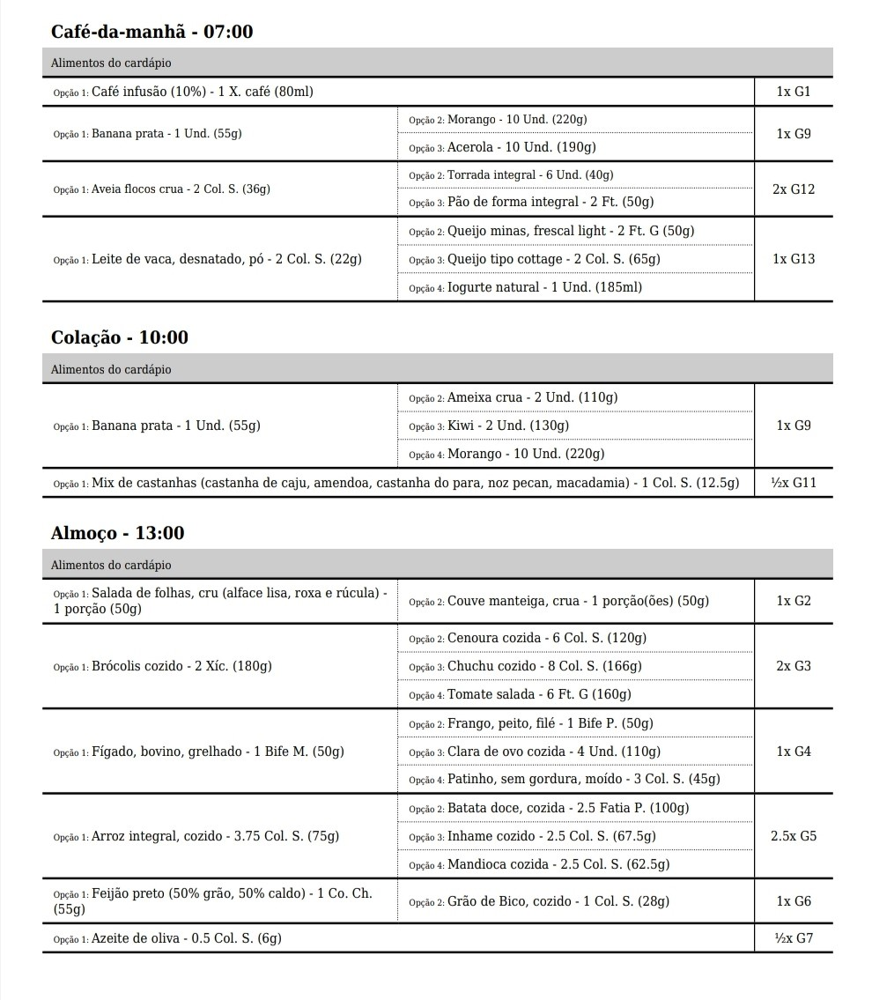 Café-da-manhã - 07:00
Alimentos do cardápio
Opção 1: Café infusão (10%) - 1 X. café (80ml)
1x G1
Opção 1: Banana prata - 1 Und. (55g)
Opção 2: Morango - 10 Und. (220g)
Opção 3: Acerola - 10 Und. (190g)
1x G9
Opção 1: Aveia flocos crua - 2 Col. S. (36g)
Opção 2: Torrada integral - 6 Und. (40g)
Opção 3: Pão de forma integral - 2 Ft. (50g)
2x G12
Opção 1: Leite de vaca, desnatado, pó - 2 Col. S. (22g)
Opção 2: Queijo minas, frescal light - 2 Ft. G (50g)
Opção 3: Queijo tipo cottage - 2 Col. S. (65g)
Opção 4: Iogurte natural - 1 Und. (185ml)
1x G13
Colação - 10:00
Alimentos do cardápio
Opção 1: Banana prata - 1 Und. (55g)
Opção 2: Ameixa crua - 2 Und. (110g)
Opção 3: Kiwi - 2 Und. (130g)
Opção 4: Morango - 10 Und. (220g)
1x G9
Opção 1: Mix de castanhas (castanha de caju, amendoa, castanha do para, noz pecan, macadamia) - 1 Col. S. (12.5g)
½x G11
Almoço - 13:00
Alimentos do cardápio
Opção 1: Salada de folhas, cru (alface lisa, roxa e rúcula) -
1 porção (50g)
Opção 2: Couve manteiga, crua - 1 porção(ões) (50g)
1x G2
Opção 1: Brócolis cozido - 2 Xíc. (180g)
Opção 2: Cenoura cozida - 6 Col. S. (120g)
Opção 3: Chuchu cozido - 8 Col. S. (166g)
Opção 4: Tomate salada - 6 Ft. G (160g)
2x G3
Opção 1: Fígado, bovino, grelhado - 1 Bife M. (50g)
Opção 2: Frango, peito, filé - 1 Bife P. (50g)
Opção 3: Clara de ovo cozida - 4 Und. (110g)
Opção 4: Patinho, sem gordura, moído - 3 Col. S. (45g)
1x G4
Opção 1: Arroz integral, cozido - 3.75 Col. S. (75g)
Opção 2: Batata doce, cozida - 2.5 Fatia P. (100g)
Opção 3: Inhame cozido - 2.5 Col. S. (67.5g)
Opção 4: Mandioca cozida - 2.5 Col. S. (62.5g)
2.5x G5
Opção 1: Feijão preto (50% grão, 50% caldo) - 1 Co. Ch.
(55g)
Opção 2: Grão de Bico, cozido - 1 Col. S. (28g)
1x G6
Opção 1: Azeite de oliva - 0.5 Col. S. (6g)
½x G7